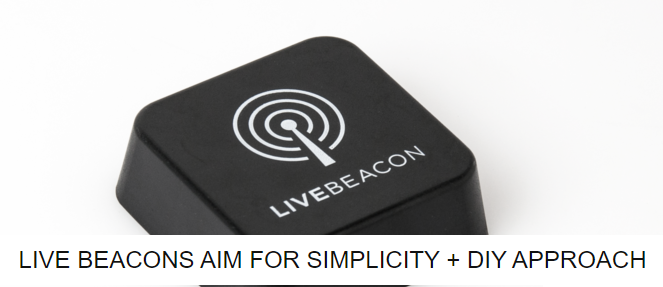 LIVEBEACON
LIVE BEACONS AIM FOR SIMPLICITY + DIY APPROACH